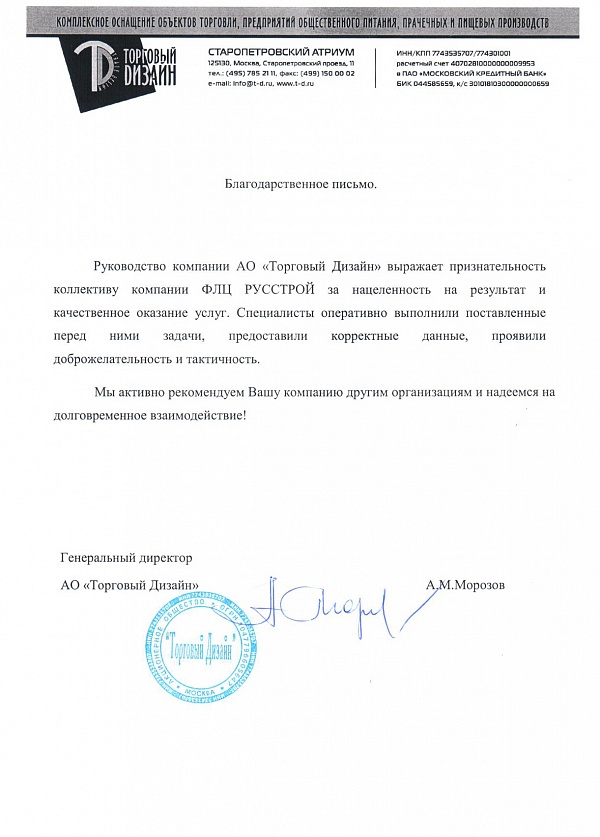 КОМПЛЕКСНОЕ ОСНАЩЕНИЕ ОБЪЕКТОВ ТОРГОВЛИ, ПРЕДПРИЯТИЙ ОБЩЕСТВЕННОГО ПИТАНИЯ, ПРАЧЕЧНЫХ И ПИЩЕВЫХ ПРОИЗВОДСТВ
ТОРГОВЫЙ
DИЗАЙН
СТАРОПЕТРОВСКИЙ АТРИУМ
125130, Москва, Старопетровский проезд, 11
тел.: (495) 785 21 11, факс: (499) 150 00 02
e-mail: info@t-d.ru, www.t-d.ru
ИНН/КПП 7743535707/774301001
расчетный счет 40702810000000009953
в ПАО «МОСКОВСКИЙ КРЕДИТНЫЙ БАНК»
БИК 044585659, к/с 30101810300000000659
Благодарственное письмо.
Руководство компании АО «Торговый Дизайн» выражает признательность
коллективу компании ФЛЦ РУССТРОЙ за нацеленность на результат и
качественное оказание услуг. Специалисты оперативно выполнили поставленные
перед ними задачи, предоставили корректные данные, проявили
доброжелательность и тактичность.
Мы активно рекомендуем Вашу компанию другим организациям и надеемся на
долговременное взаимодействие!
Генеральный директор
АО «Торговый Дизайн»
А.М.Морозов
АКЦИОНЕРНОЕ ОБЩЕСТВО
"Торговый Дизайн"
МОСКВА